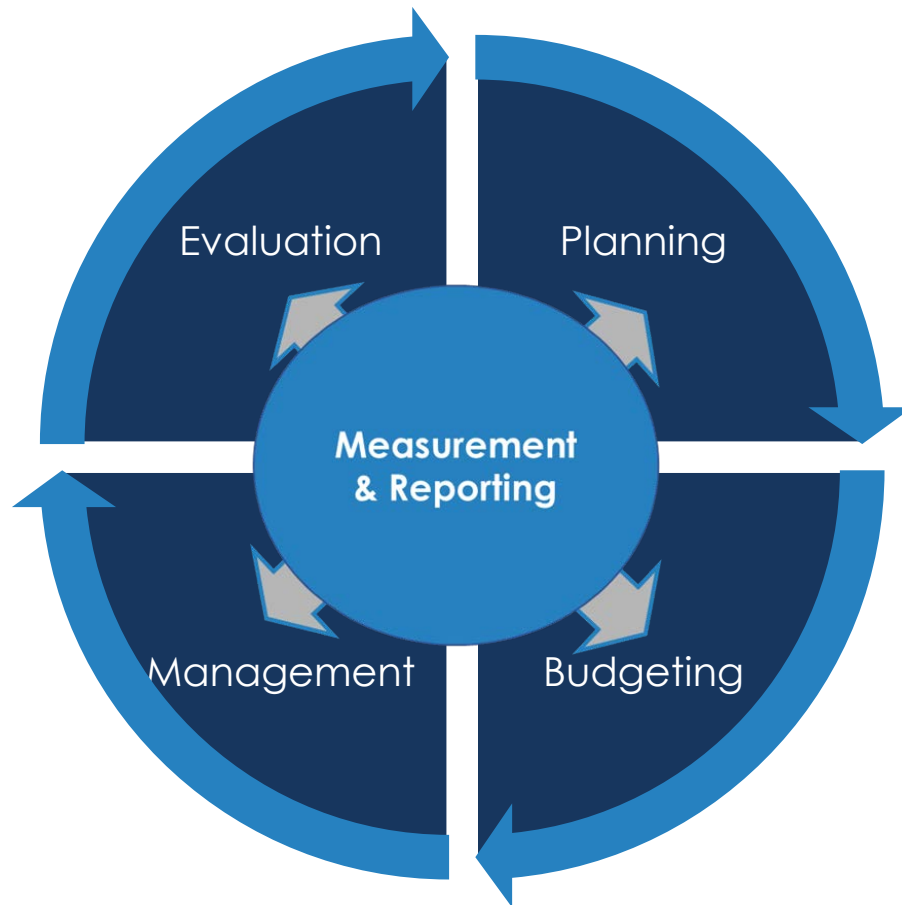 Evaluation
Planning
Measurement
& Reporting
Management
Budgeting